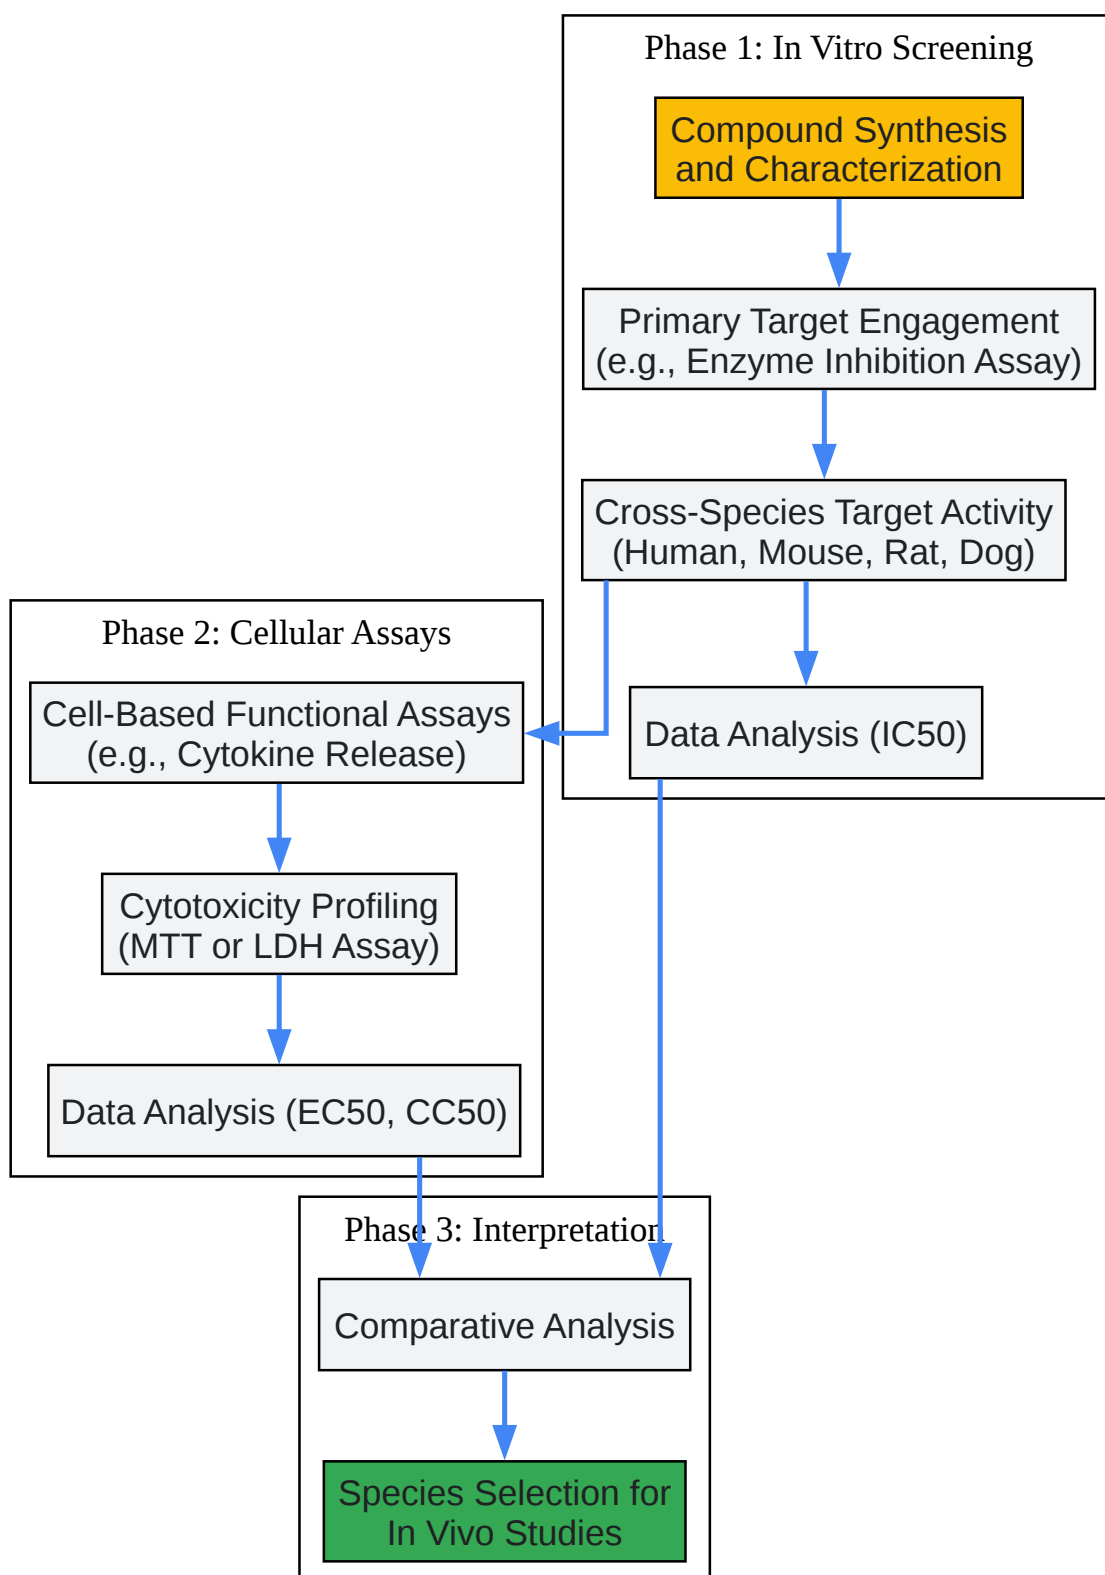 Phase 1: In Vitro Screening
Compound Synthesis
and Characterization
Primary Target Engagement
(e.g., Enzyme Inhibition Assay)
Cross-Species Target Activity
(Human, Mouse, Rat, Dog)
Data Analysis (IC50)
Phase 2: Cellular Assays
Cell-Based Functional Assays
(e.g., Cytokine Release)
Cytotoxicity Profiling
(MTT or LDH Assay)
Data Analysis (EC50, CC50)
Phase 3: Interpretation
Comparative Analysis
Species Selection for
In Vivo Studies